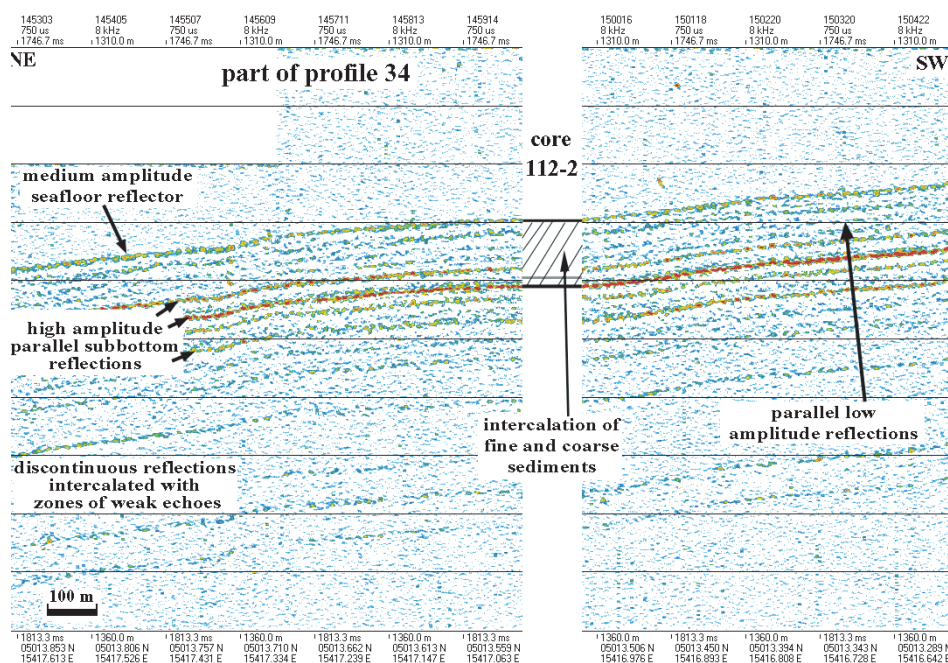 145303 145405 145507 145609 145711 145813 145914 150016 150118 150220 150320 150422
750 us 8 kHz 750 us 8 kHz 750 us 8 kHz 750 us 8 kHz 750 us 8 kHz 750 us 8 kHz
1746.7 ms 1310.0 m 1746.7 ms 1310.0 m 1746.7 ms 1310.0 m 1746.7 ms 1310.0 m 1746.7 ms 1310.0 m 1746.7 ms 1310.0 m
NE
part of profile 34
SW
core
112-2
medium amplitude
seafloor reflector
high amplitude
parallel subbottom
reflections
intercalation of
fine and coarse
sediments
parallel low
amplitude reflections
discontinuous reflections
intercalated with
zones of weak echoes
100 m
1813.3 ms 1360.0 m 1813.3 ms 1360.0 m 1813.3 ms 1360.0 m 1813.3 ms 1360.0 m 1813.3 ms 1360.0 m 1813.3 ms 1360.0 m
05013.853 N 05013.806 N 05013.757 N 05013.710 N 05013.662 N 05013.613 N 05013.559 N 05013.506 N 05013.450 N 05013.394 N 05013.343 N 05013.289
15417.613 E 15417.526 E 15417.431 E 15417.334 E 15417.239 E 15417.147 E 15417.063 E 15416.976 E 15416.893 E 15416.808 E 15416.728 E 15416.642